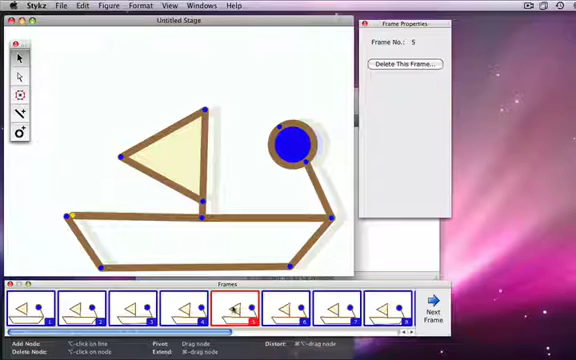 Stykz File Edit Figure Format View Windows Help
Untitled Stage
Frame Properties
Frame No.: 5
Delete This Frame...
Frames
1 2 3 4 5 6 7 8
Next
Frame
Add Node: ⌥-click on line Pivot Drag node Distort: ⌘⌥-drag node
Delete Node: ⌥-click on node Extend: ⌘-drag node